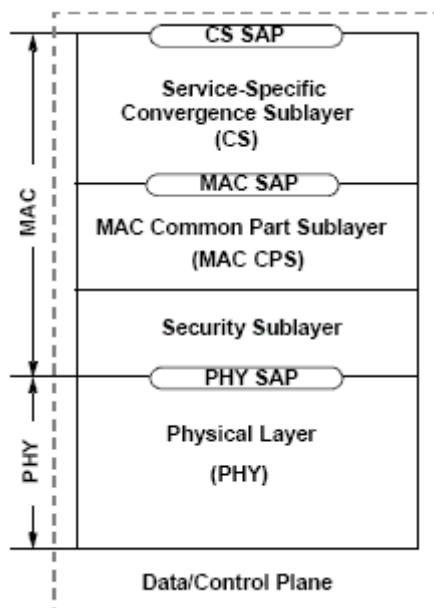 CS SAP
Service-Specific
Convergence Sublayer
(CS)
MAC SAP
MAC Common Part Sublayer
(MAC CPS)
Security Sublayer
PHY SAP
Physical Layer
(PHY)
Data/Control Plane
MAC
PHY